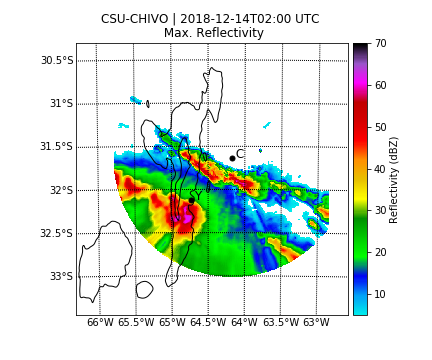 CSU-CHIVO | 2018-12-14T02:00 UTC
Max. Reflectivity
30.5°S
31°S
31.5°S
32°S
32.5°S
33°S
66°W 65.5°W 65°W 64.5°W 64°W 63.5°W 63°W
C
Y
70
60
50
40
30
20
10
Reflectivity (dBZ)